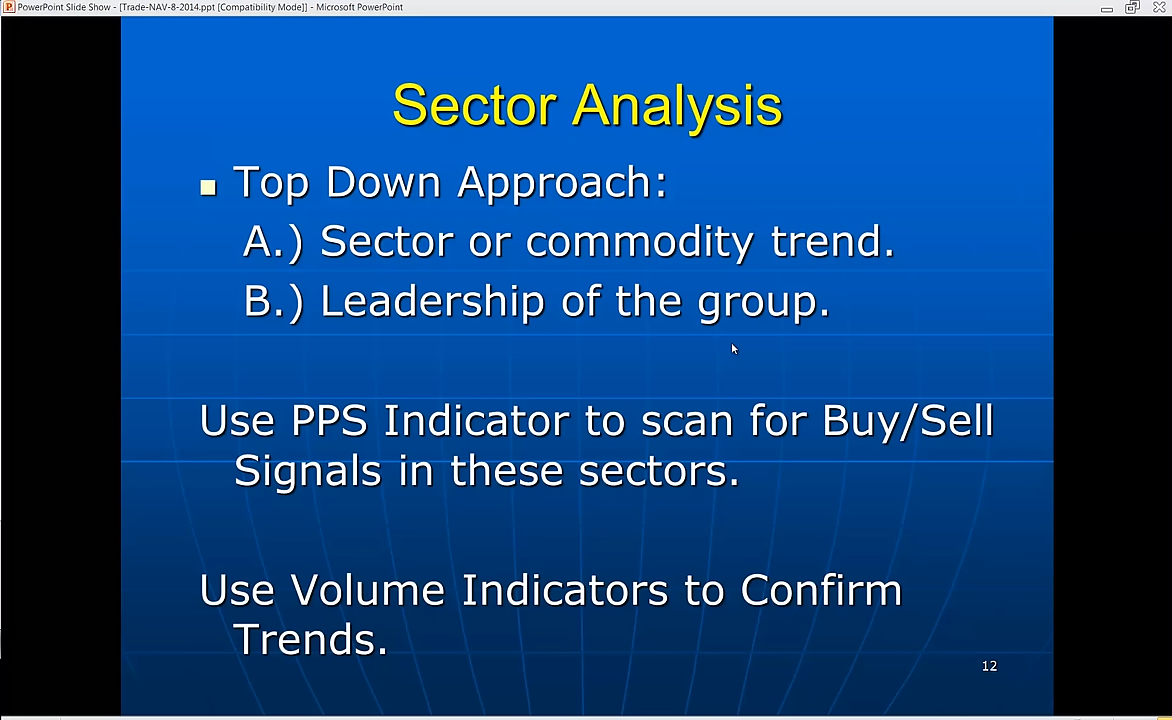 PowerPoint Slide Show - [Trade-NAV-8-2014.ppt [Compatibility Mode]] - Microsoft PowerPoint
Sector Analysis
Top Down Approach:
A.) Sector or commodity trend.
B.) Leadership of the group.
Use PPS Indicator to scan for Buy/Sell
Signals in these sectors.
Use Volume Indicators to Confirm
Trends.
12